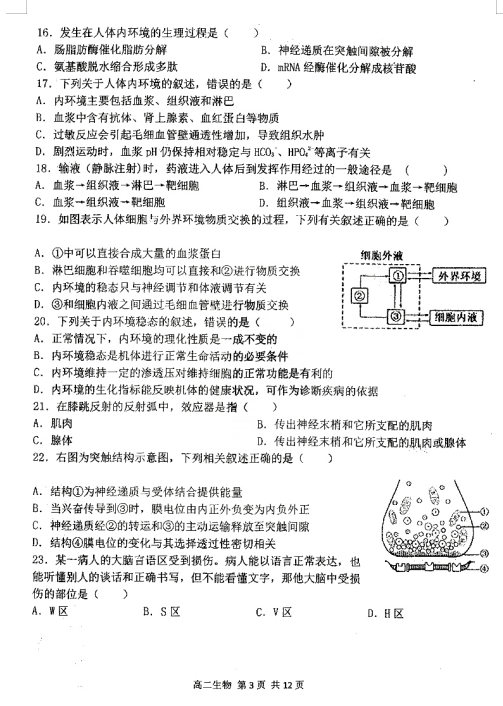 16．发生在人体内环境的生理过程是（　　）
A．肠脂肪酶催化脂肪分解　　B．神经递质在突触间隙被分解
C．氨基酸脱水缩合形成多肽　　D．mRNA经酶催化分解成核苷酸
17．下列关于人体内环境的叙述，错误的是（　　）
A．内环境主要包括血浆、组织液和淋巴
B．血浆中含有抗体、肾上腺素、血红蛋白等物质
C．过敏反应会引起毛细血管壁通透性增加，导致组织水肿
D．剧烈运动时，血浆 pH 仍保持相对稳定与 HCO₃⁻、HPO₄²⁻等离子有关
18．输液（静脉注射)时，药液进入人体后到发挥作用经过的一般途径是　（　　）
A．血浆→组织液→淋巴→靶细胞　　B．淋巴→血浆→组织液→血浆→靶细胞
C．血浆→组织液→靶细胞　　D．组织液→血浆→组织液→靶细胞
19．如图表示人体细胞与外界环境物质交换的过程，下列有关叙述正确的是（　　）
A．①中可以直接合成大量的血浆蛋白
B．淋巴细胞和吞噬细胞均可以直接和②进行物质交换
C．内环境的稳态只与神经调节和体液调节有关
D．③和细胞内液之间通过毛细血管壁进行物质交换
细胞外液
①
外界环境
②
③
细胞内液
20．下列关于内环境稳态的叙述，错误的是（　　）
A．正常情况下，内环境的理化性质是一成不变的
B．内环境稳态是机体进行正常生命活动的必要条件
C．内环境维持一定的渗透压对维持细胞的正常功能是有利的
D．内环境的生化指标能反映机体的健康状况，可作为诊断疾病的依据
21．在膝跳反射的反射弧中，效应器是指（　　）
A．肌肉　　B．传出神经末梢和它所支配的肌肉
C．腺体　　D．传出神经末梢和它所支配的肌肉或腺体
22．右图为突触结构示意图，下列相关叙述正确的是（　　）
A．结构①为神经递质与受体结合提供能量
B．当兴奋传导到③时，膜电位由内正外负变为内负外正
C．神经递质经②的转运和③的主动运输释放至突触间隙
D．结构④膜电位的变化与其选择透过性密切相关
①
②
③
④
23．某一病人的大脑言语区受到损伤。病人能以语言正常表达，也
能听懂别人的谈话和正确书写，但不能看懂文字，那他大脑中受损
伤的部位是（　　）
A．W区　　B．S区　　C．V区　　D．H区
高二生物 第 3 页 共 12 页